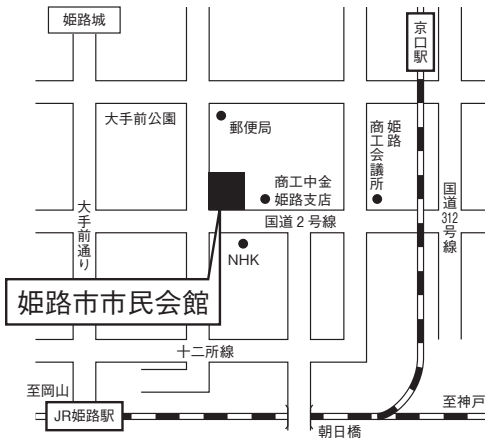 姫路城
京口駅
大手前公園
郵便局
姫路
商工会議所
商工中金
姫路支店
大手前通り
国道312号線
国道2号線
NHK
姫路市市民会館
十二所線
至岡山
JR姫路駅
至神戸
朝日橋